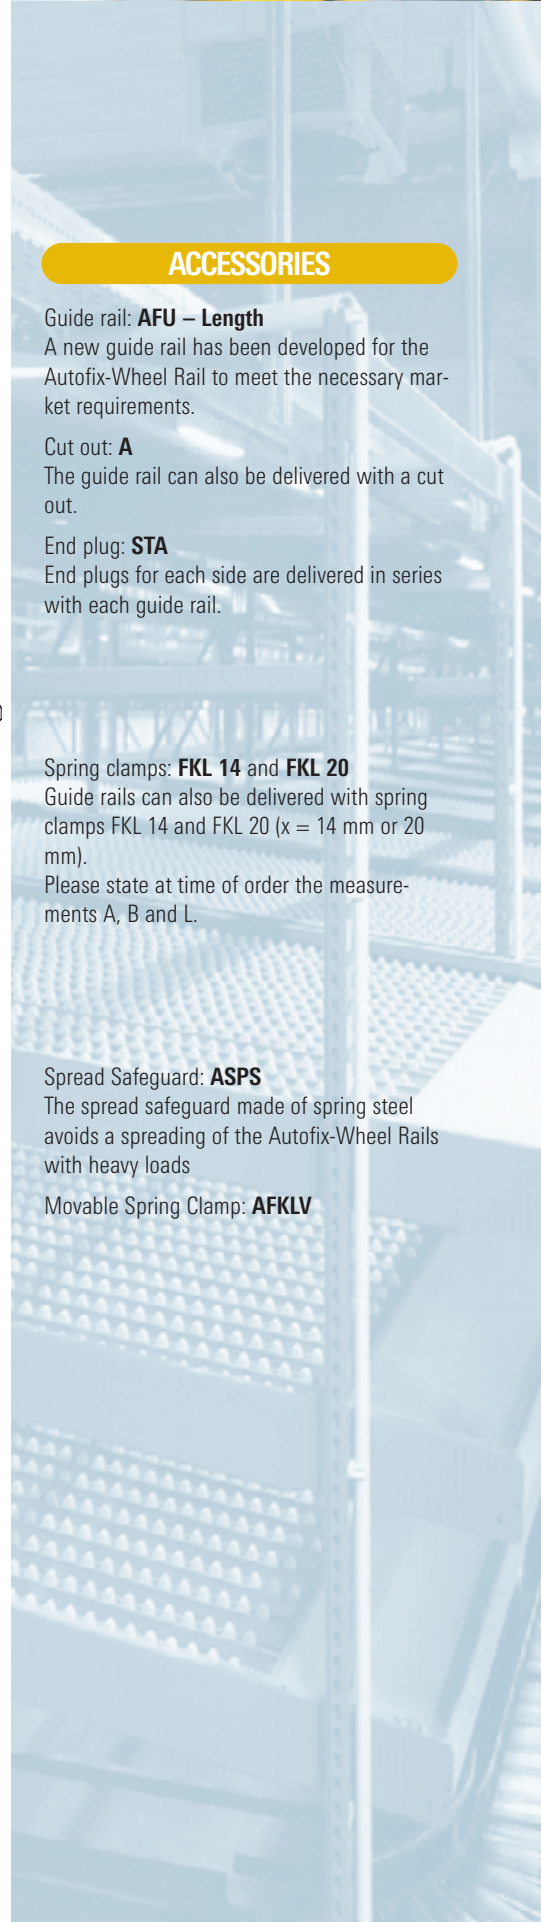 ACCESSORIES
Guide rail: AFU – Length
A new guide rail has been developed for the
Autofix-Wheel Rail to meet the necessary mar-
ket requirements.
Cut out: A
The guide rail can also be delivered with a cut
out.
End plug: STA
End plugs for each side are delivered in series
with each guide rail.
Spring clamps: FKL 14 and FKL 20
Guide rails can also be delivered with spring
clamps FKL 14 and FKL 20 (x = 14 mm or 20
mm).
Please state at time of order the measure-
ments A, B and L.
Spread Safeguard: ASPS
The spread safeguard made of spring steel
avoids a spreading of the Autofix-Wheel Rails
with heavy loads
Movable Spring Clamp: AFKLV